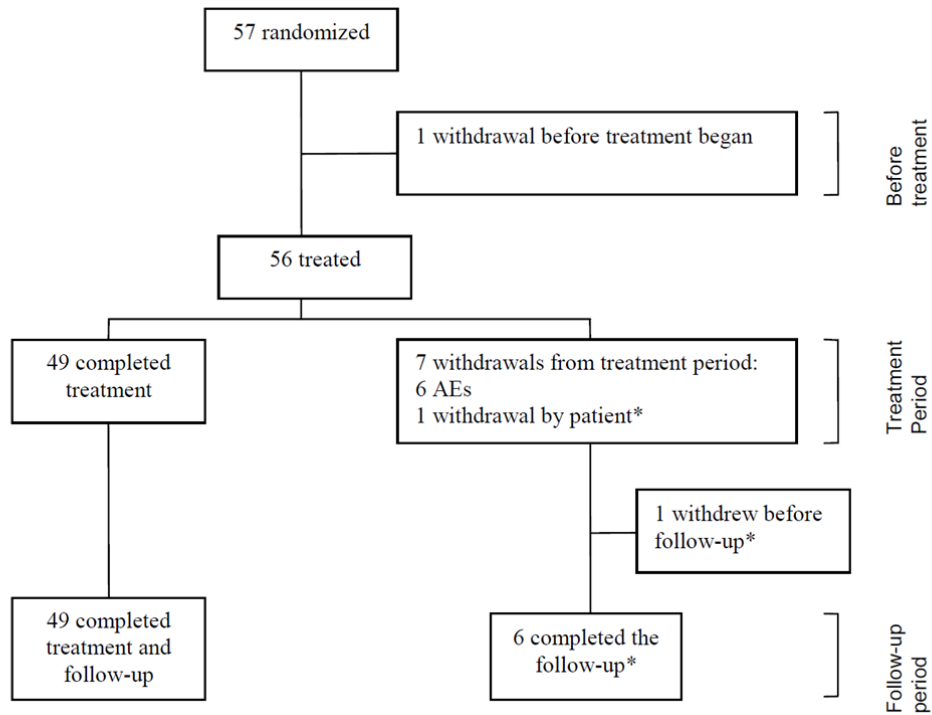 57 randomized
1 withdrawal before treatment began
Before
treatment
56 treated
49 completed
treatment
7 withdrawals from treatment period:
6 AEs
1 withdrawal by patient*
Treatment
Period
1 withdrew before
follow-up*
49 completed
treatment and
follow-up
6 completed the
follow-up*
Follow-up
period